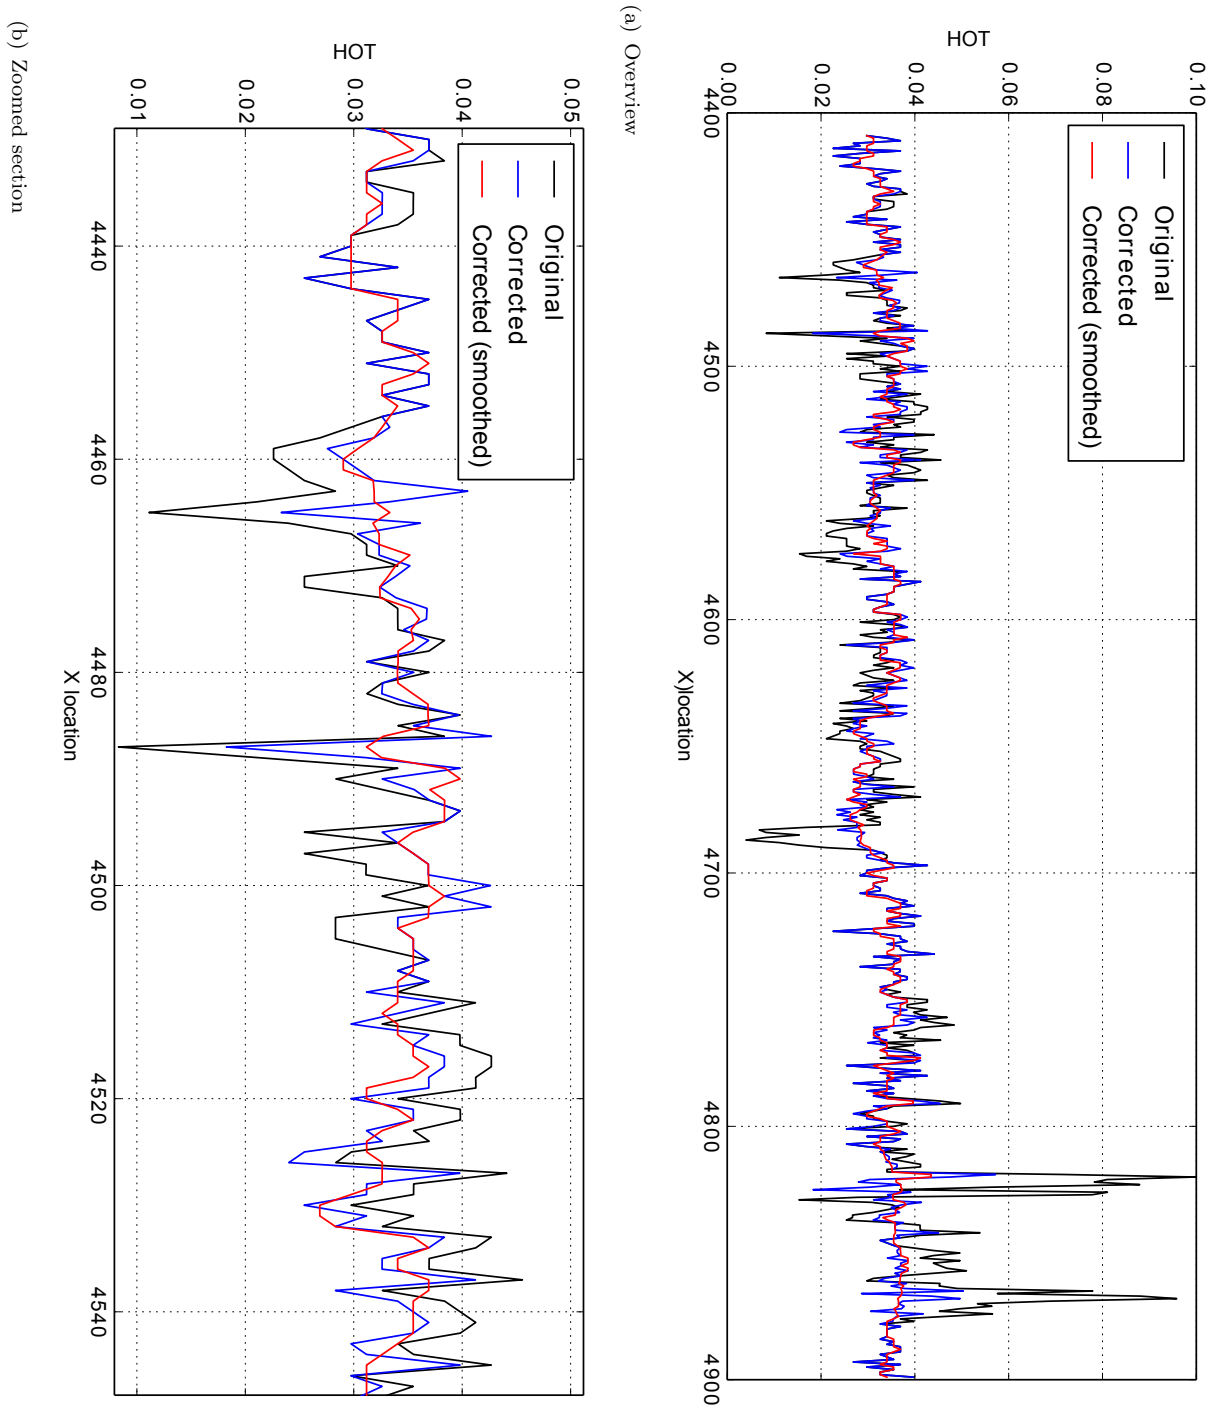 HOT
0.00 0.02 0.04 0.06 0.08 0.10
4400 4500 4600 4700 4800 4900
X)location
Original
Corrected
Corrected (smoothed)
(a) Overview
HOT
0.01 0.02 0.03 0.04 0.05
4440 4460 4480 4500 4520 4540
X location
Original
Corrected
Corrected (smoothed)
(b) Zoomed section